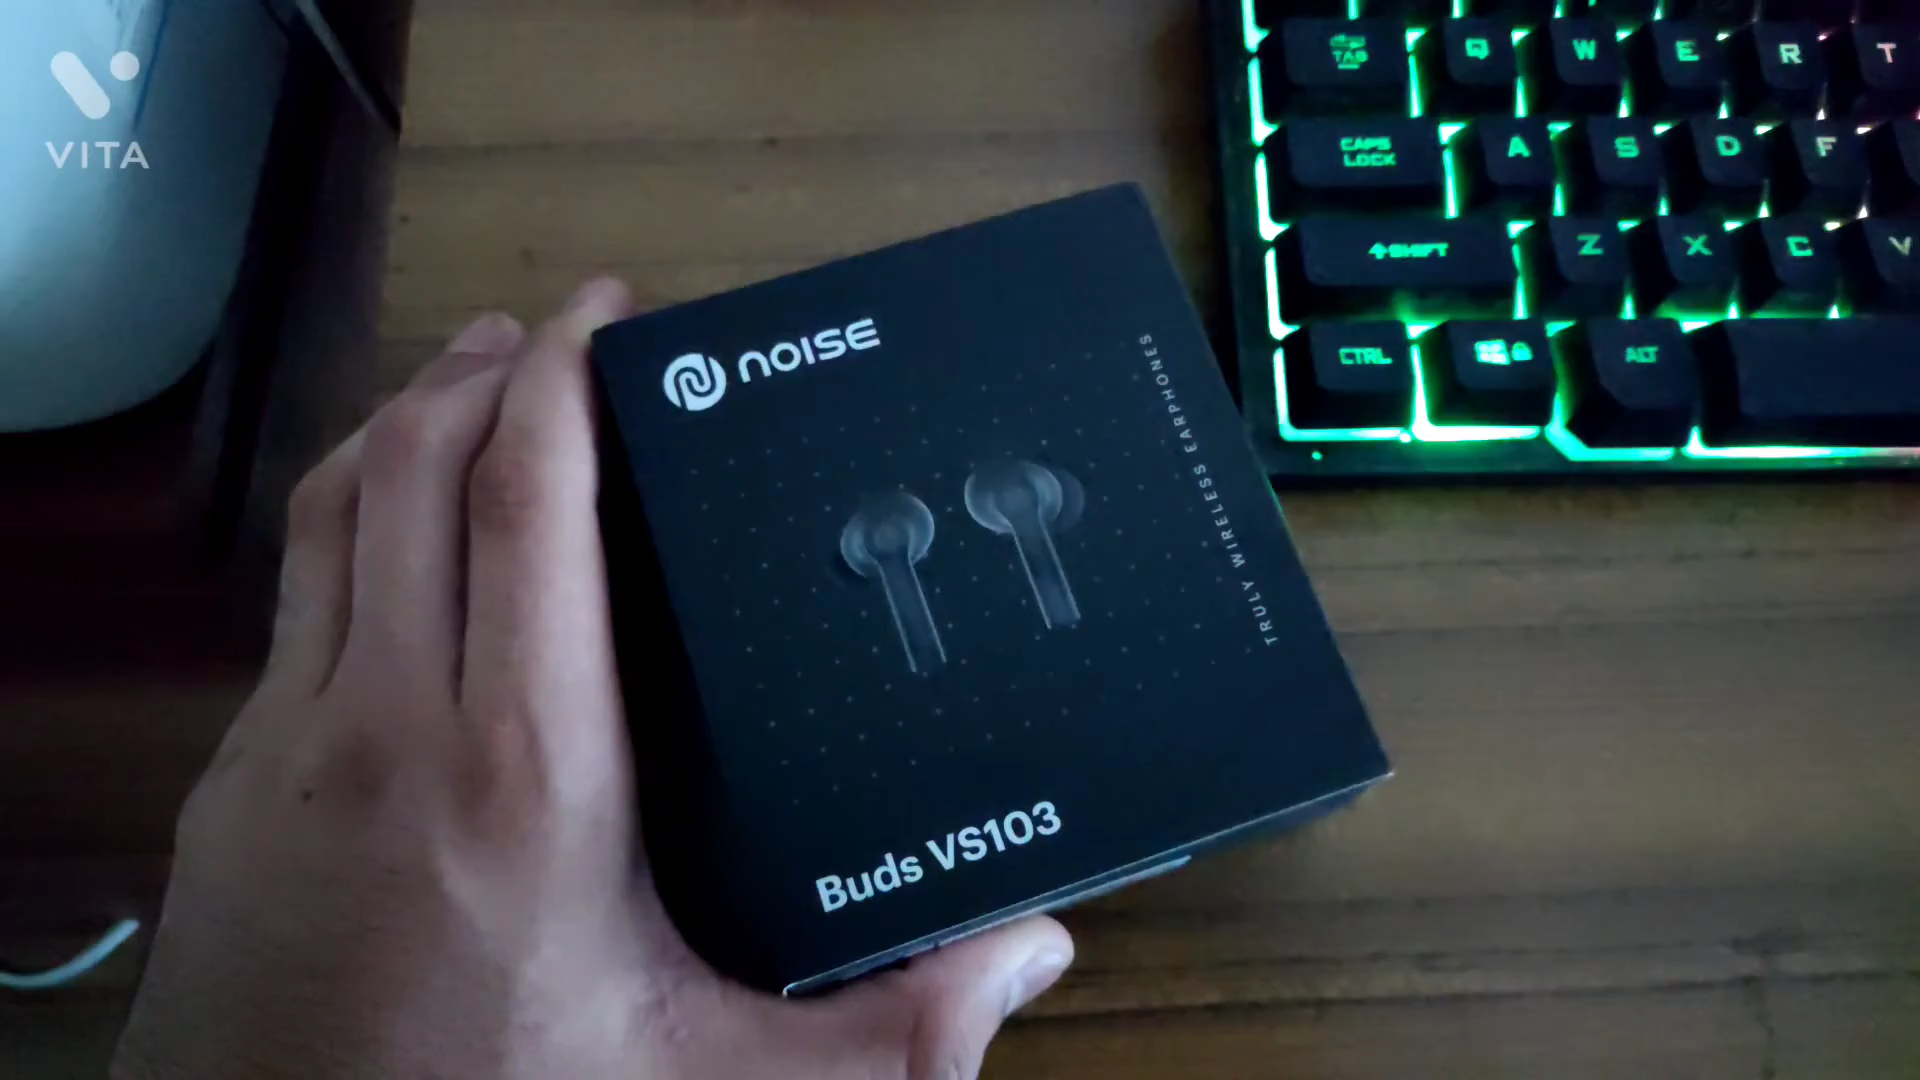 VITA
TAB Q W E R T
CAPS LOCK A S D F
SHIFT Z X C V
CTRL ALT
NOISE
TRULY WIRELESS EARPHONES
Buds VS103